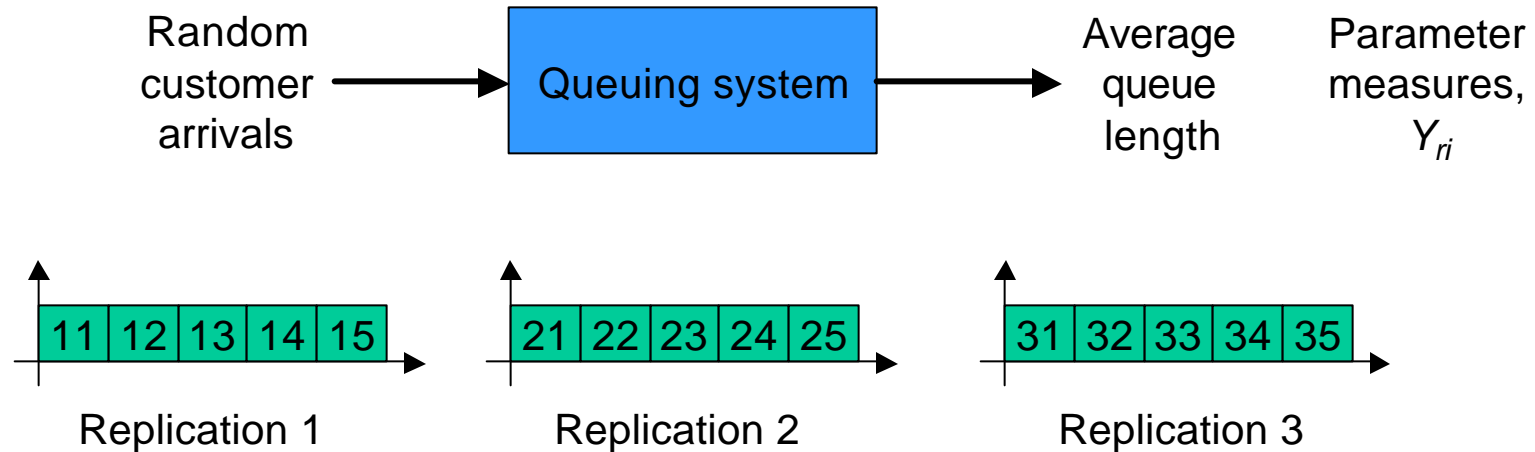 Random
customer
arrivals
Queuing system
Average
queue
length
Parameter
measures,
Y_ri
11 12 13 14 15
21 22 23 24 25
31 32 33 34 35
Replication 1
Replication 2
Replication 3